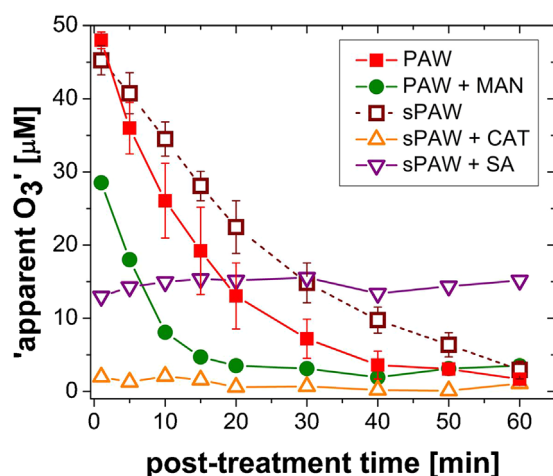 50
40
30
20
10
0
'apparent O3' [µM]
PAW
PAW + MAN
sPAW
sPAW + CAT
sPAW + SA
0 10 20 30 40 50 60
post-treatment time [min]